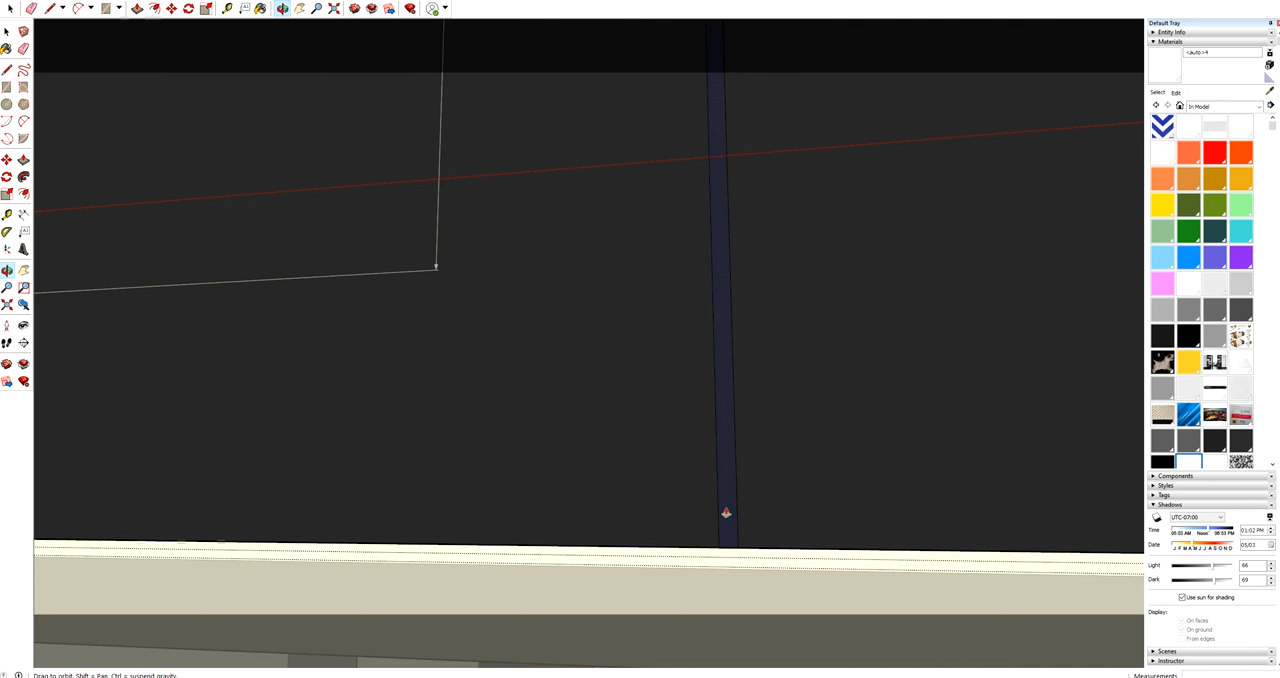 Default Tray
Entity Info
Materials
<auto>4
Select Edit
In Model
Components
Styles
Tags
Shadows
UTC-07:00
Time
05:03 AM Noon 06:53 PM
01:02 PM
Date
J F M A M J J A S O N D
05/03
Light
66
Dark
69
Use sun for shading
Display:
On faces
On ground
From edges
Scenes
Instructor
Drag to orbit. Shift = Pan, Ctrl = suspend gravity.
Measurements